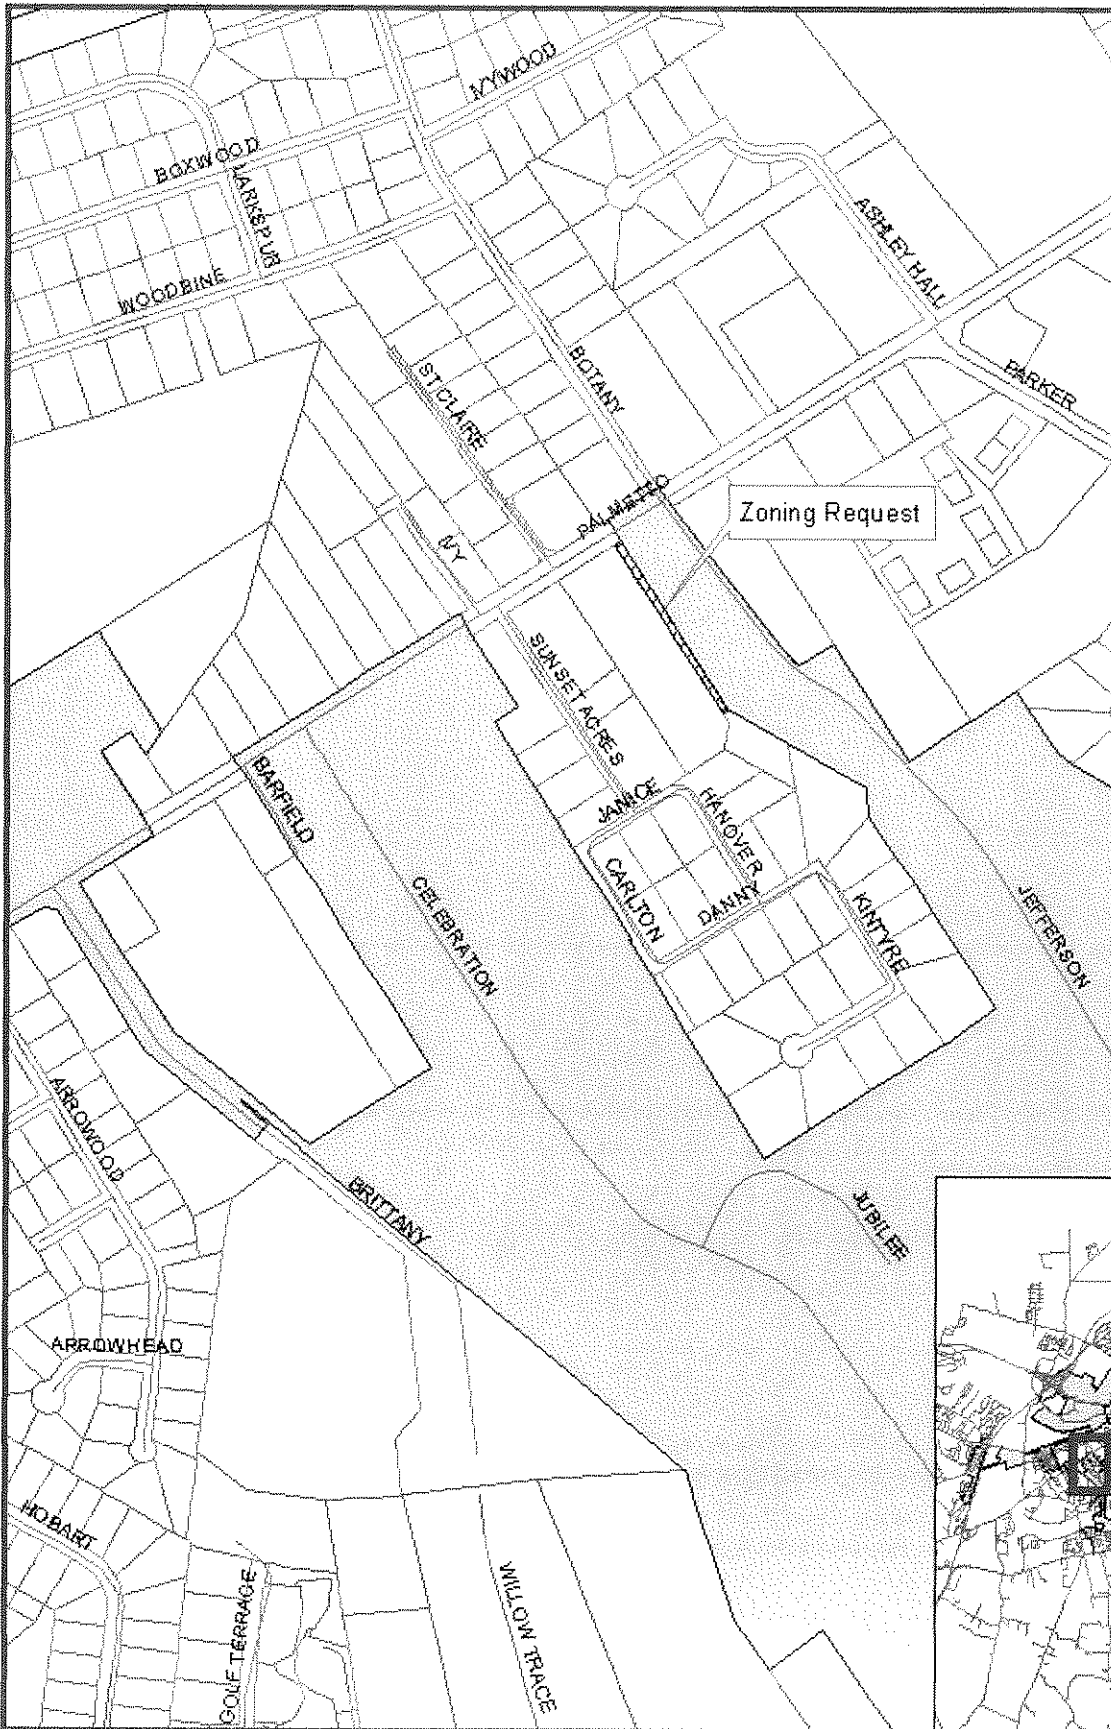 IVYWOOD
BOXWOOD
LARKSPUR
ASHLEY HALL
WOODBINE
ST CLAIRE
BOTANY
PARKER
PALMETTO
Zoning Request
IVY
SUNSET ACRES
BARFIELD
JANICE
HANOVER
CARLTON
DANNY
KINTYRE
CELEBRATION
JEFFERSON
ARROWOOD
BRITTANY
JUBILEE
ARROWHEAD
HOBART
GOLF TERRACE
WILLOW TRACE